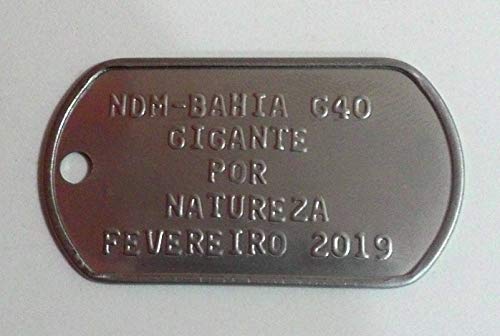 NDM-BAHIA G40
GIGANTE
POR
NATUREZA
FEVEREIRO 2019